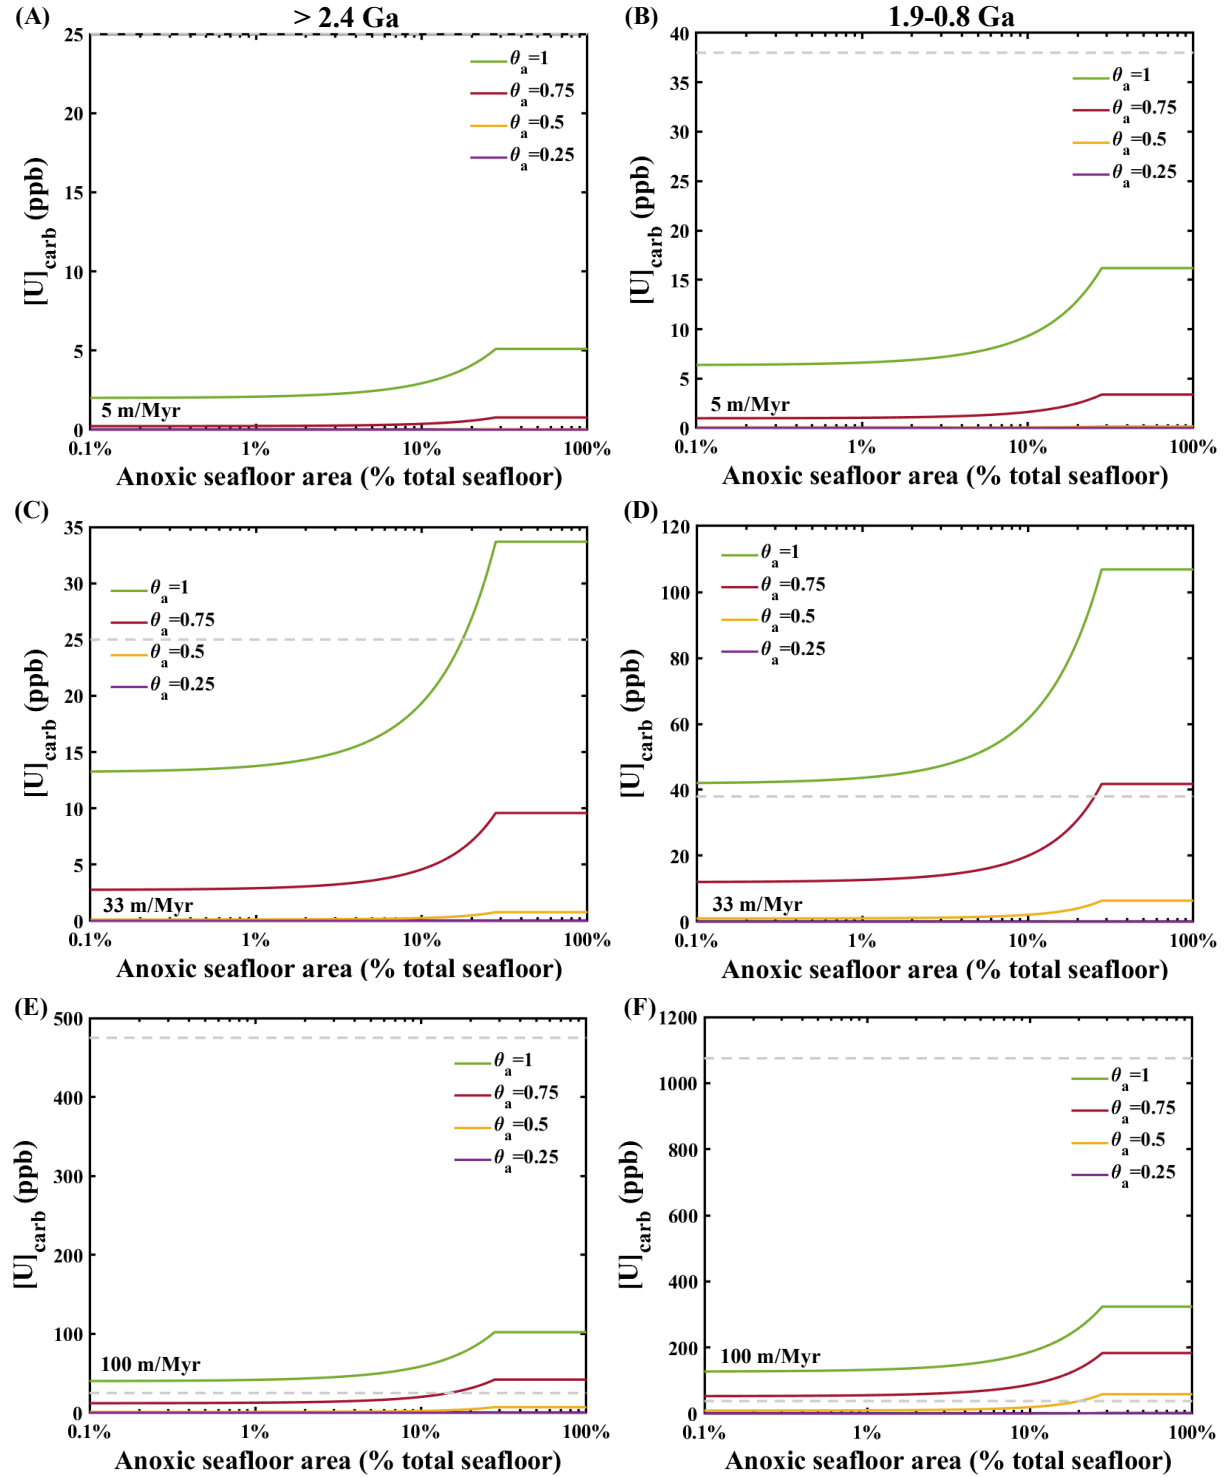 (A)
> 2.4 Ga
25
20
15
10
5
0
[U]carb (ppb)
θa=1
θa=0.75
θa=0.5
θa=0.25
5 m/Myr
0.1%
1%
10%
100%
Anoxic seafloor area (% total seafloor)
(B)
1.9-0.8 Ga
40
35
30
25
20
15
10
5
0
[U]carb (ppb)
θa=1
θa=0.75
θa=0.5
θa=0.25
5 m/Myr
0.1%
1%
10%
100%
Anoxic seafloor area (% total seafloor)
(C)
35
30
25
20
15
10
5
0
[U]carb (ppb)
θa=1
θa=0.75
θa=0.5
θa=0.25
33 m/Myr
0.1%
1%
10%
100%
Anoxic seafloor area (% total seafloor)
(D)
120
100
80
60
40
20
0
[U]carb (ppb)
θa=1
θa=0.75
θa=0.5
θa=0.25
33 m/Myr
0.1%
1%
10%
100%
Anoxic seafloor area (% total seafloor)
(E)
500
400
300
200
100
0
[U]carb (ppb)
θa=1
θa=0.75
θa=0.5
θa=0.25
100 m/Myr
0.1%
1%
10%
100%
Anoxic seafloor area (% total seafloor)
(F)
1200
1000
800
600
400
200
0
[U]carb (ppb)
θa=1
θa=0.75
θa=0.5
θa=0.25
100 m/Myr
0.1%
1%
10%
100%
Anoxic seafloor area (% total seafloor)